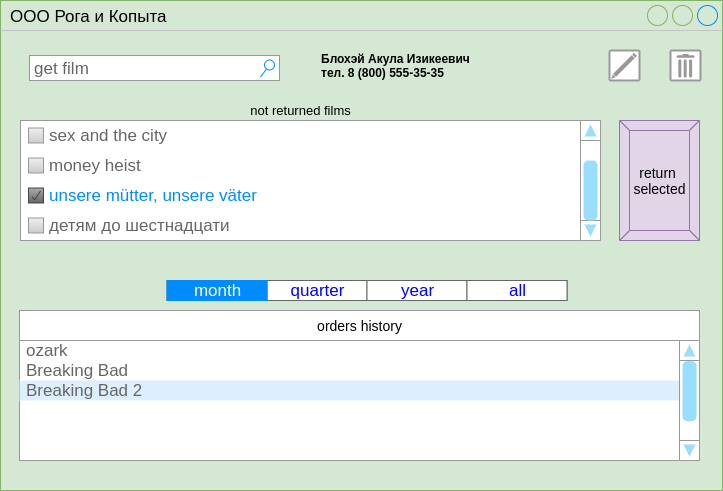 ООО Рога и Копыта
get film
Блохэй Акула Изикеевич
тел. 8 (800) 555-35-35
not returned films
sex and the city
money heist
unsere mütter, unsere väter
детям до шестнадцати
return
selected
month quarter year all
orders history
ozark
Breaking Bad
Breaking Bad 2